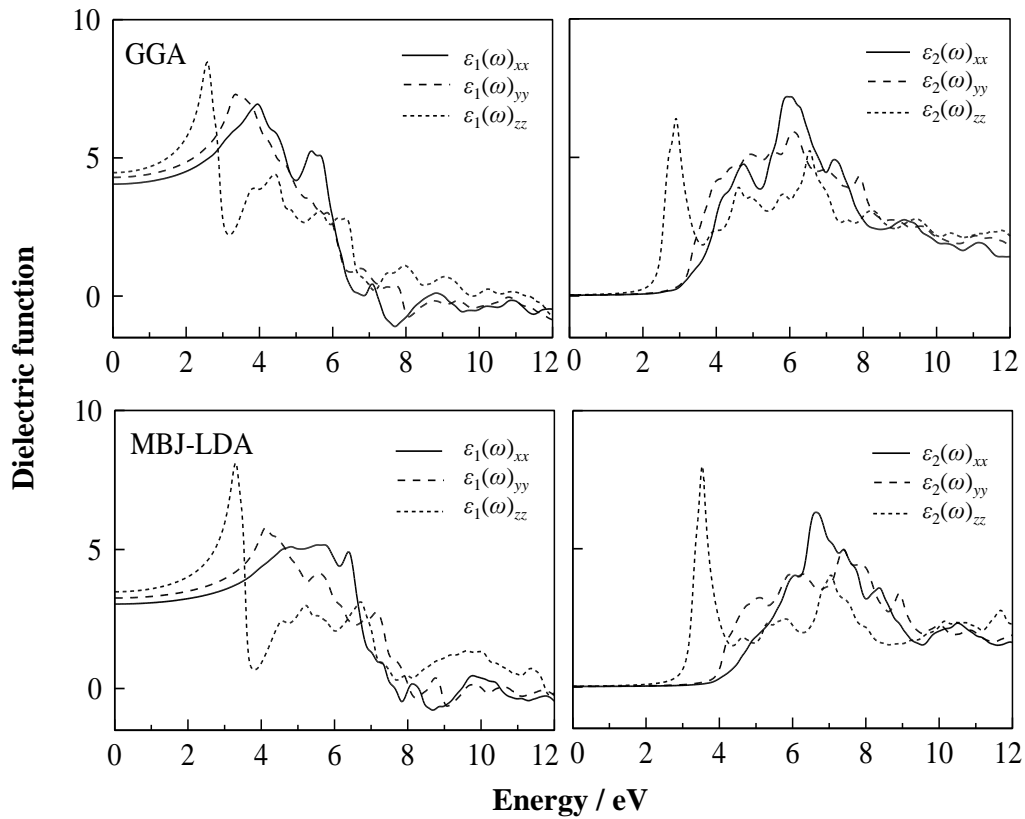 Dielectric function
10
5
0
GGA
ε₁(ω)xx
ε₁(ω)yy
ε₁(ω)zz
0 2 4 6 8 10 12
ε₂(ω)xx
ε₂(ω)yy
ε₂(ω)zz
0 2 4 6 8 10 12
10
5
0
MBJ-LDA
ε₁(ω)xx
ε₁(ω)yy
ε₁(ω)zz
0 2 4 6 8 10 12
ε₂(ω)xx
ε₂(ω)yy
ε₂(ω)zz
0 2 4 6 8 10 12
Energy / eV